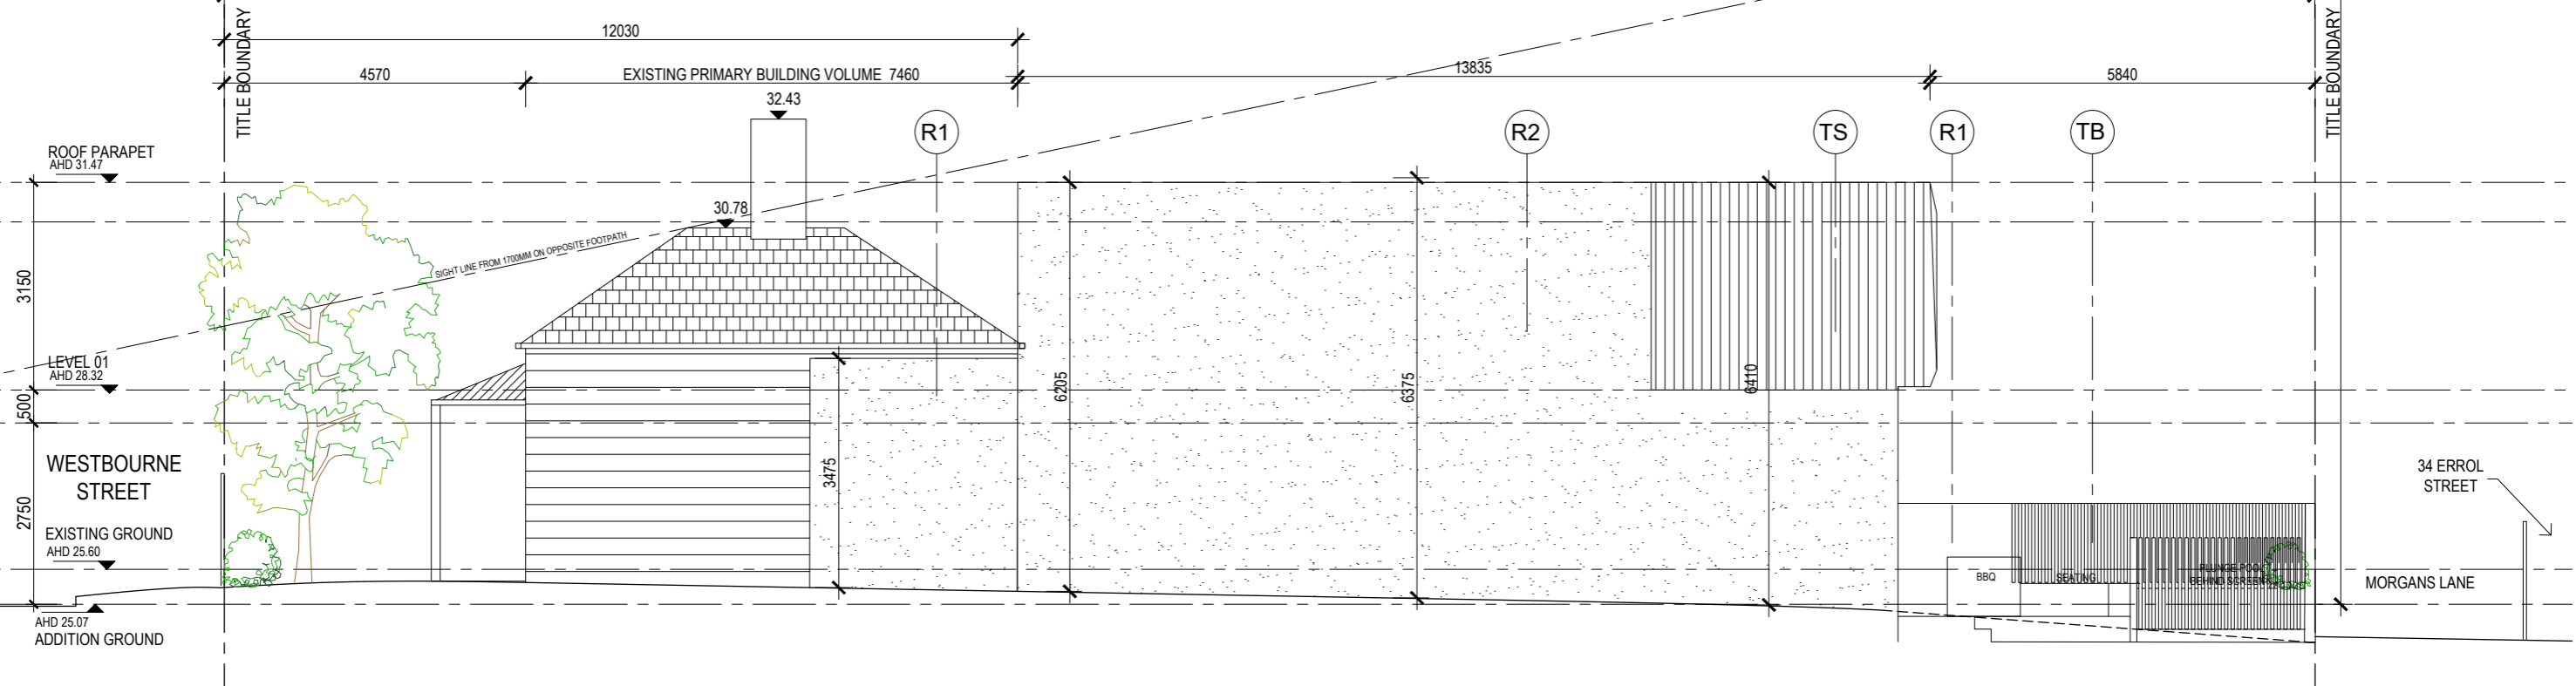 TITLE BOUNDARY
12030
4570
EXISTING PRIMARY BUILDING VOLUME 7460
13835
5840
TITLE BOUNDARY
32.43
R1
R2
TS
R1
TB
ROOF PARAPET
AHD 31.47
30.78
SIGHT LINE FROM 1700MM ON OPPOSITE FOOTPATH
3150
LEVEL 01
AHD 28.32
500
6205
6375
6410
WESTBOURNE
STREET
3475
2750
34 ERROL
STREET
EXISTING GROUND
AHD 25.60
BBQ
SEATING
PLUNGE POOL
BEHIND SCREEN
MORGANS LANE
AHD 25.07
ADDITION GROUND